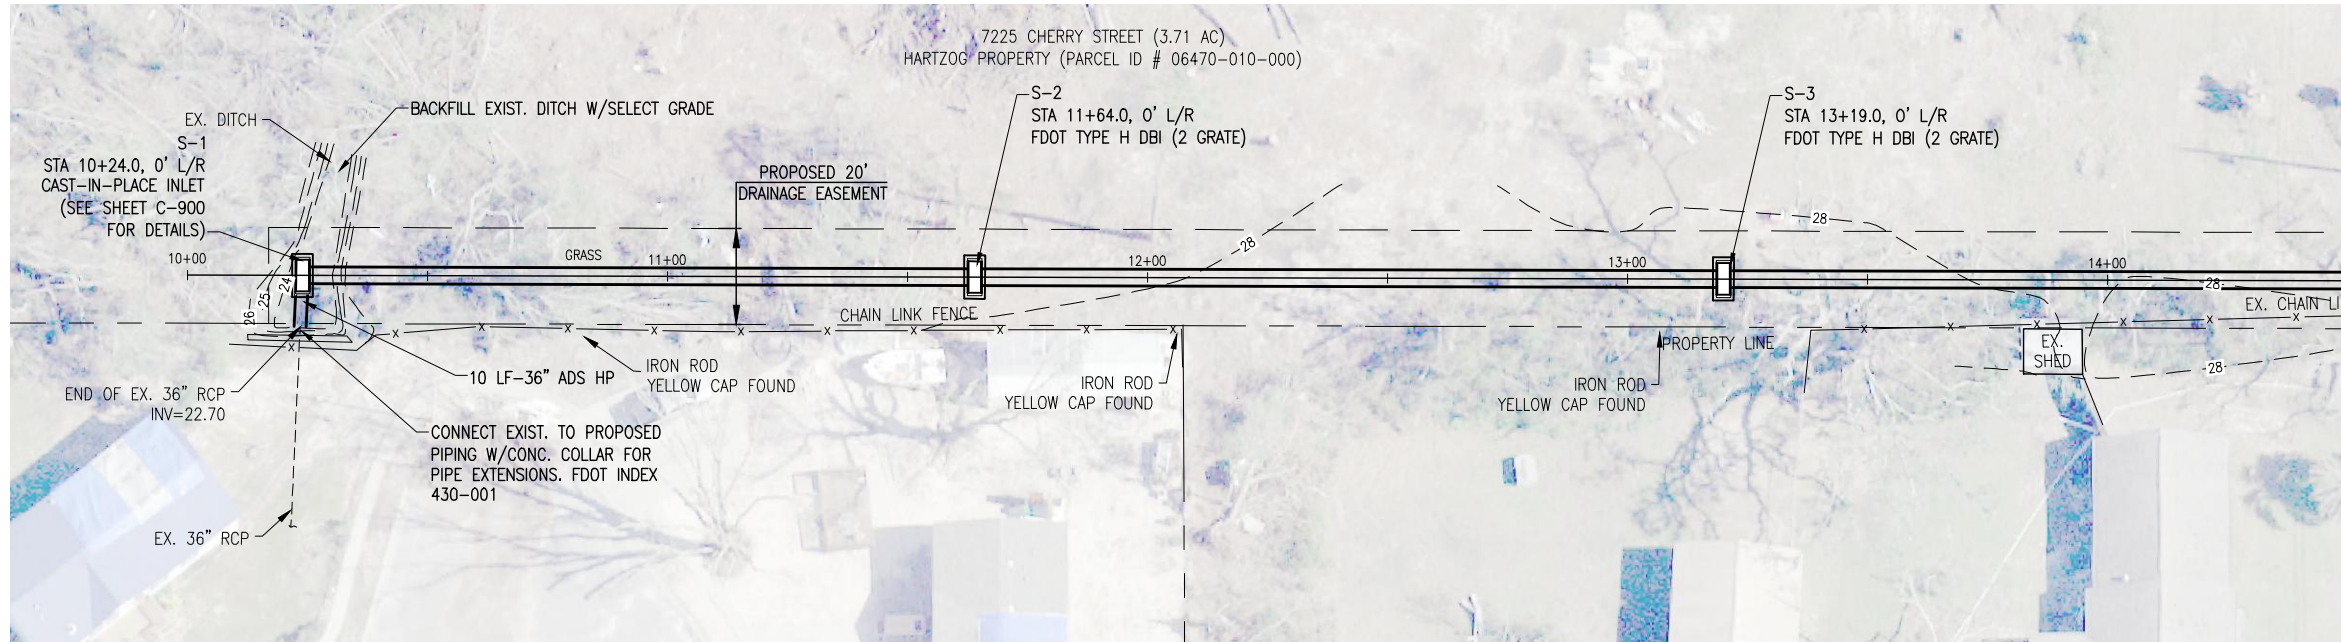 7225 CHERRY STREET (3.71 AC)
HARTZOG PROPERTY (PARCEL ID # 06470-010-000)
EX. DITCH
BACKFILL EXIST. DITCH W/SELECT GRADE
S-1
STA 10+24.0, 0' L/R
CAST-IN-PLACE INLET
(SEE SHEET C-900
FOR DETAILS)
PROPOSED 20'
DRAINAGE EASEMENT
S-2
STA 11+64.0, 0' L/R
FDOT TYPE H DBI (2 GRATE)
S-3
STA 13+19.0, 0' L/R
FDOT TYPE H DBI (2 GRATE)
28
28
10+00
GRASS
11+00
12+00
13+00
14+00
24
25
26
28
CHAIN LINK FENCE
EX. CHAIN LI
PROPERTY LINE
EX.
SHED
28
END OF EX. 36" RCP
INV=22.70
10 LF-36" ADS HP
IRON ROD
YELLOW CAP FOUND
IRON ROD
YELLOW CAP FOUND
IRON ROD
YELLOW CAP FOUND
CONNECT EXIST. TO PROPOSED
PIPING W/CONC. COLLAR FOR
PIPE EXTENSIONS. FDOT INDEX
430-001
EX. 36" RCP